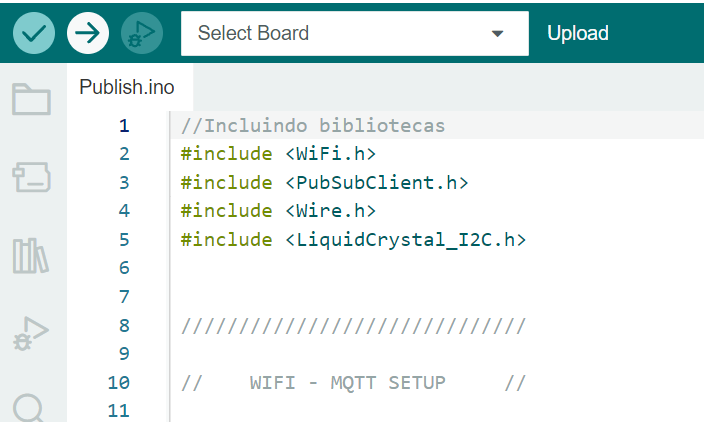 Select Board
Upload
Publish.ino
1 //Incluindo bibliotecas
2 #include <WiFi.h>
3 #include <PubSubClient.h>
4 #include <Wire.h>
5 #include <LiquidCrystal_I2C.h>
6
7
8 //////////////////////////////
9
10 //    WIFI - MQTT SETUP     //
11